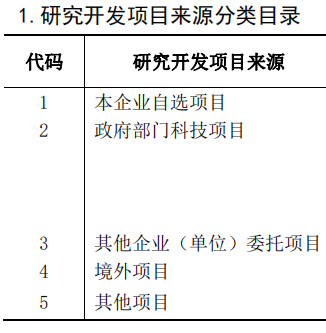 1.研究开发项目来源分类目录
代码 研究开发项目来源
1 本企业自选项目
2 政府部门科技项目
3 其他企业（单位）委托项目
4 境外项目
5 其他项目